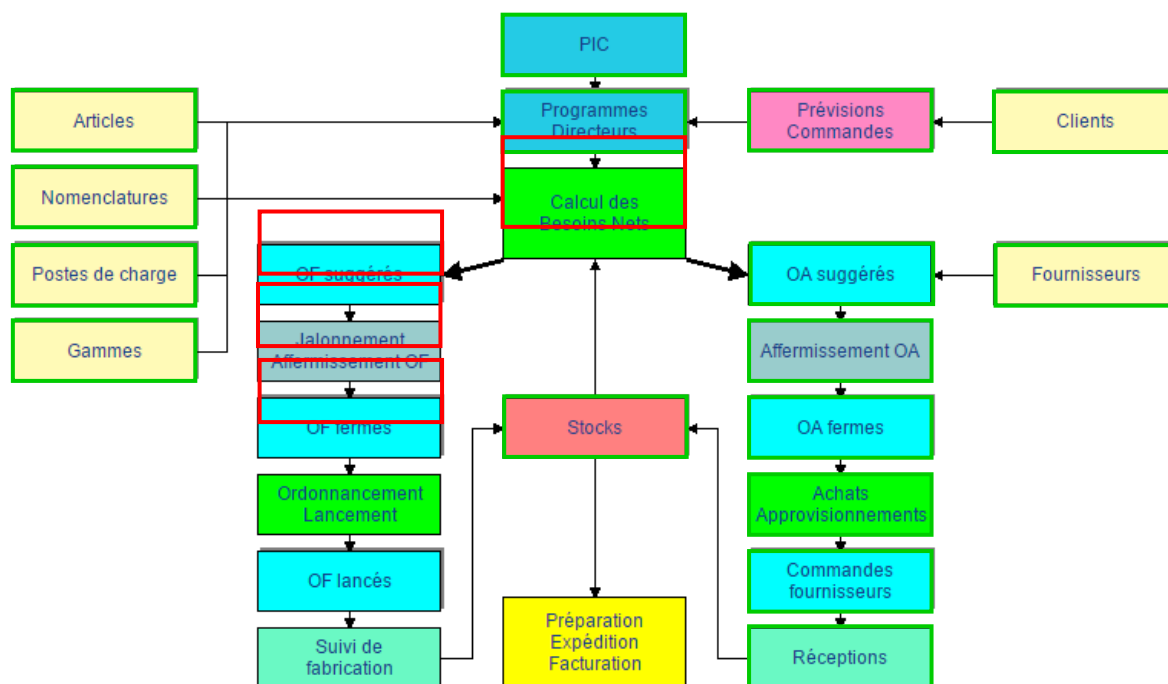 PIC
Articles
Programmes
Directeurs
Prévisions
Commandes
Clients
Nomenclatures
Calcul des
Besoins Nets
Postes de charge
OF suggérés
OA suggérés
Fournisseurs
Gammes
Jalonnement
Affermissement OF
Affermissement OA
OF fermes
Stocks
OA fermes
Ordonnancement
Lancement
Achats
Approvisionnements
OF lancés
Commandes
fournisseurs
Suivi de
fabrication
Préparation
Expédition
Facturation
Réceptions